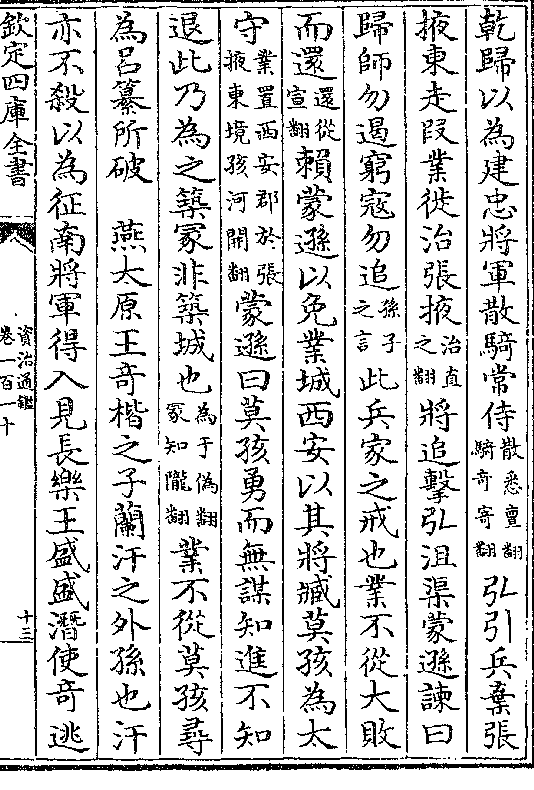 乾歸以為建忠將軍散騎常侍散悉亶翻騎奇寄翻弘引兵棄張
掖東走段業徙治張掖治直之翻將追擊弘沮渠蒙遜諫曰
歸師勿遏窮寇勿追孫子之言此兵家之戒也業不從大敗
而還還從宣翻賴蒙遜以免業城西安以其將臧莫孩為太
守業置西安郡於張掖東境孩河開翻蒙遜曰莫孩勇而無謀知進不知
退此乃為之築冢非築城也為于偽翻冢知隴翻業不從莫孩尋
為呂纂所破　燕太原王奇楷之子蘭汗之外孫也汗
亦不殺以為征南將軍得入見長樂王盛盛潛使奇逃
欽定四庫全書
資治通鑑
卷一百一十
十三